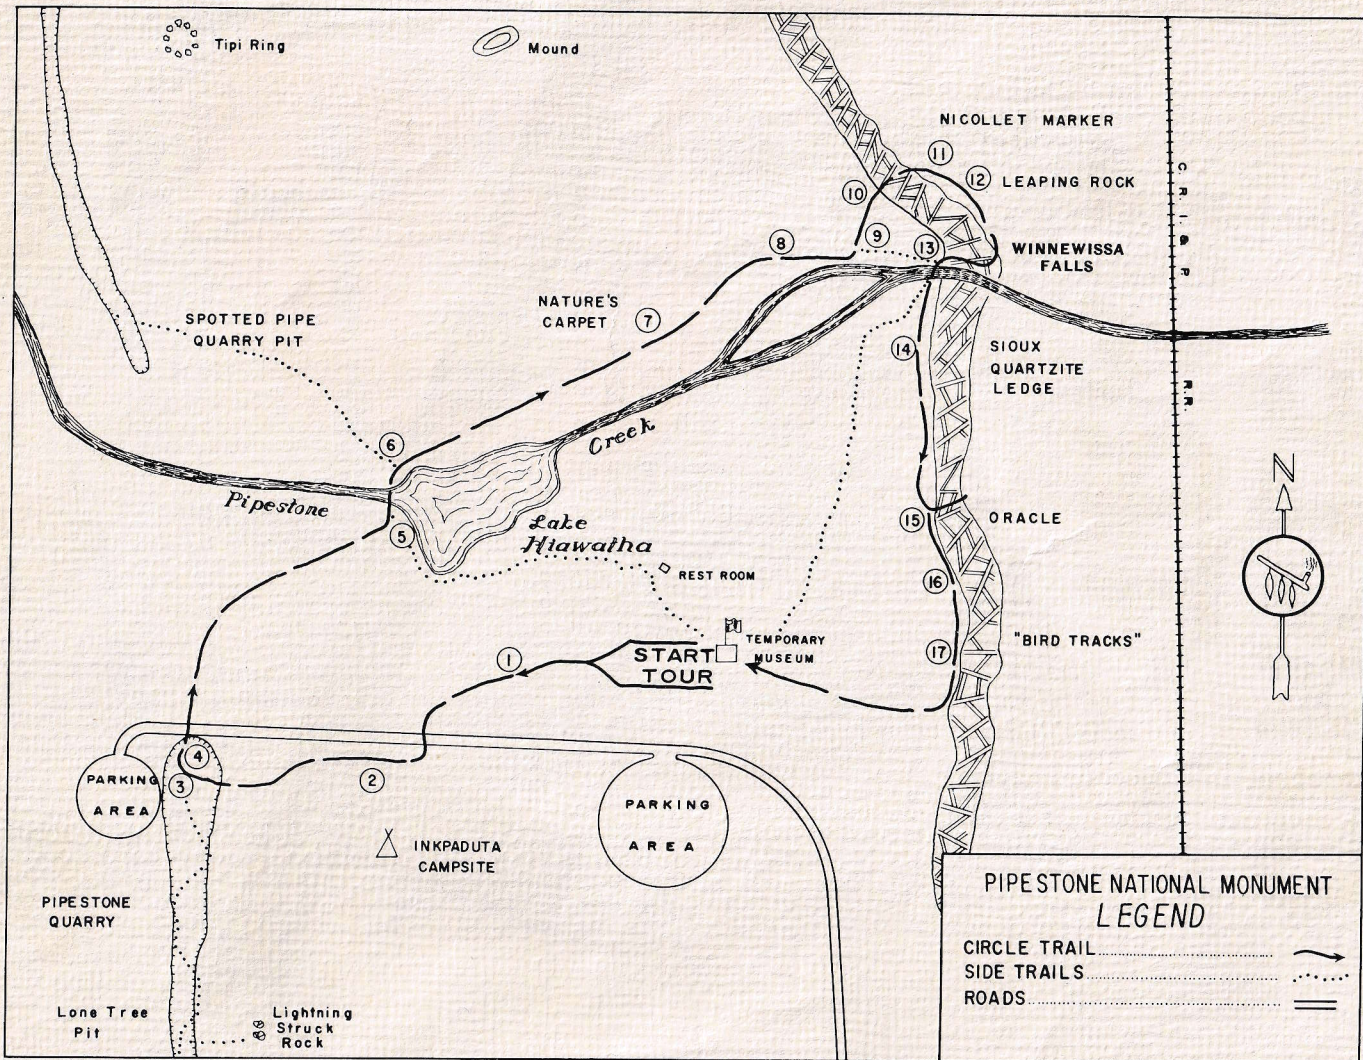 Tipi Ring
Mound
NICOLLET MARKER
11
12 LEAPING ROCK
10
9
13
8
WINNEWISSA
FALLS
C. R. I. & P.
R.R.
NATURE'S
CARPET
7
SPOTTED PIPE
QUARRY PIT
14
SIOUX
QUARTZITE
LEDGE
6
Creek
Pipestone
5
Lake
Hiawatha
15
ORACLE
N
REST ROOM
16
TEMPORARY
MUSEUM
START
TOUR
1
17
"BIRD TRACKS"
4
3
2
PARKING
AREA
PARKING
AREA
INKPADUTA
CAMPSITE
PIPESTONE
QUARRY
Lone Tree
Pit
Lightning
Struck
Rock
PIPESTONE NATIONAL MONUMENT
LEGEND
CIRCLE TRAIL
SIDE TRAILS
ROADS